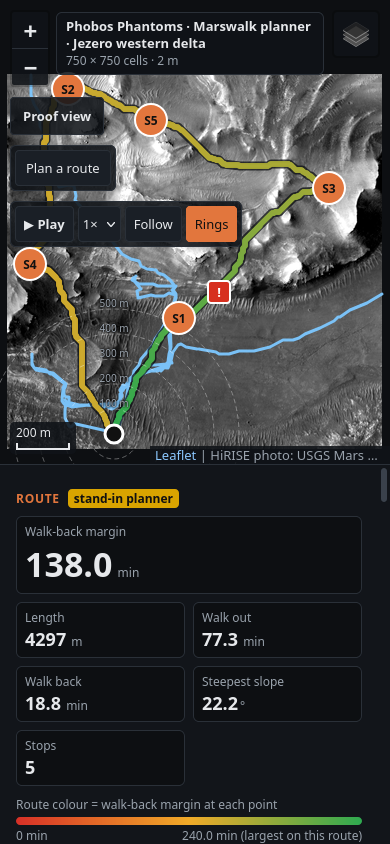 +
Phobos Phantoms · Marswalk planner
· Jezero western delta
750 × 750 cells · 2 m
−
S2
Proof view
S5
Plan a route
S3
▶ Play 1× Follow Rings
S4
!
500 m
S1
400 m
300 m
200 m
200 m
Leaflet | HiRISE photo: USGS Mars ...
ROUTE stand-in planner
Walk-back margin
138.0 min
Length
4297 m
Walk out
77.3 min
Walk back
18.8 min
Steepest slope
22.2°
Stops
5
Route colour = walk-back margin at each point
0 min 240.0 min (largest on this route)